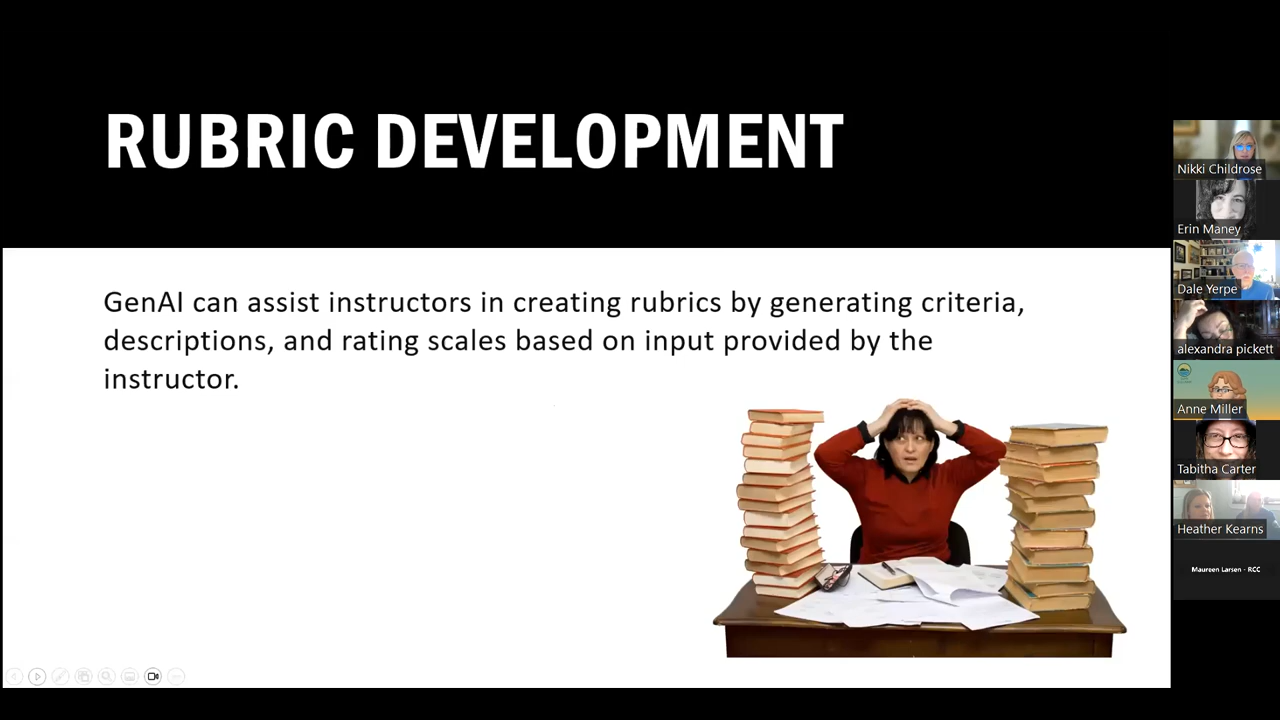 RUBRIC DEVELOPMENT
GenAI can assist instructors in creating rubrics by generating criteria,
descriptions, and rating scales based on input provided by the
instructor.
Nikki Childrose
Erin Maney
Dale Yerpe
alexandra pickett
Anne Miller
Tabitha Carter
Heather Kearns
Maureen Larsen - RCC